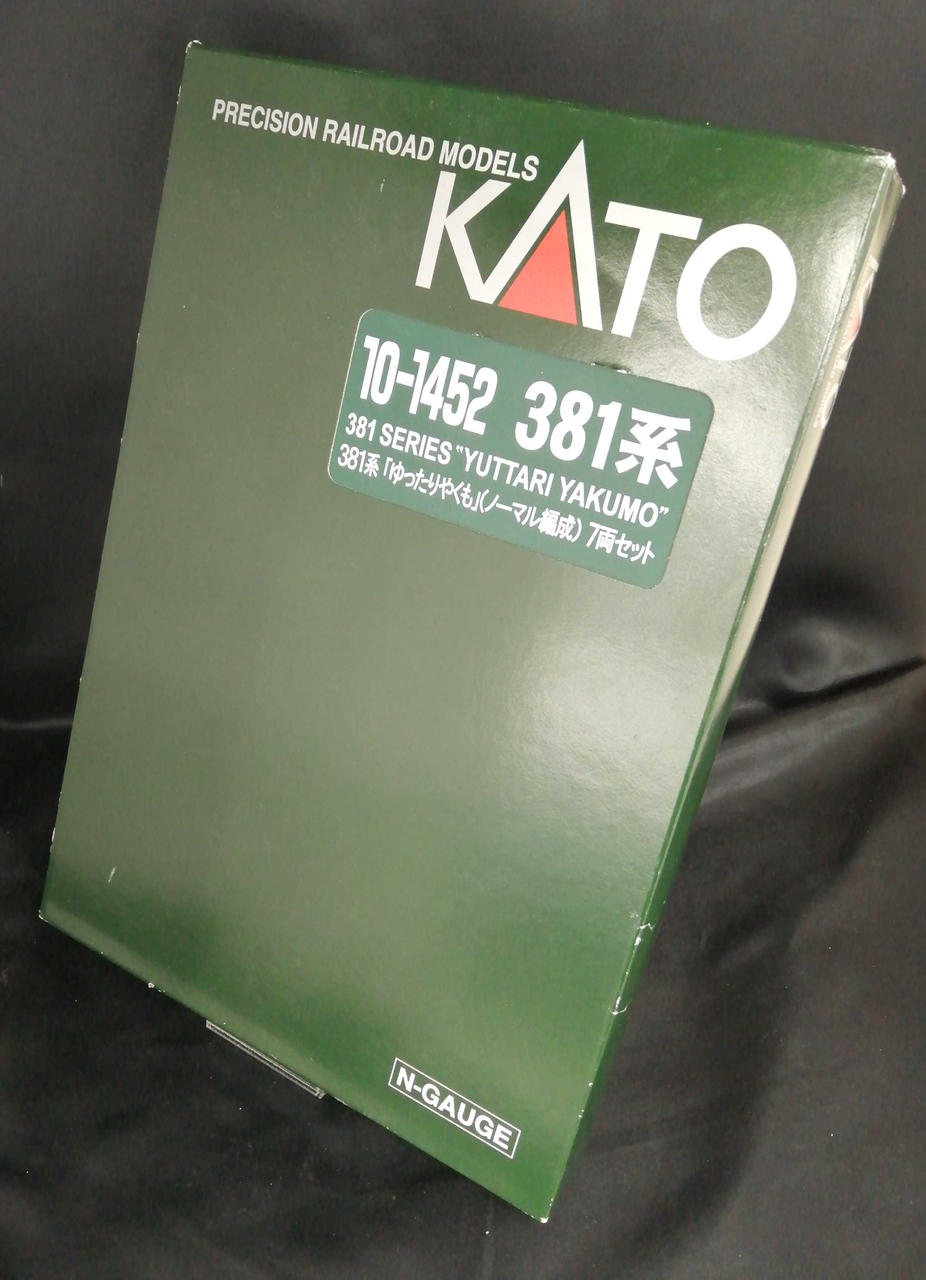 PRECISION RAILROAD MODELS
KATO
10-1452 381系
381 SERIES "YUTTARI YAKUMO"
381系「ゆったりやくも」(ノーマル編成) 7両セット
N-GAUGE